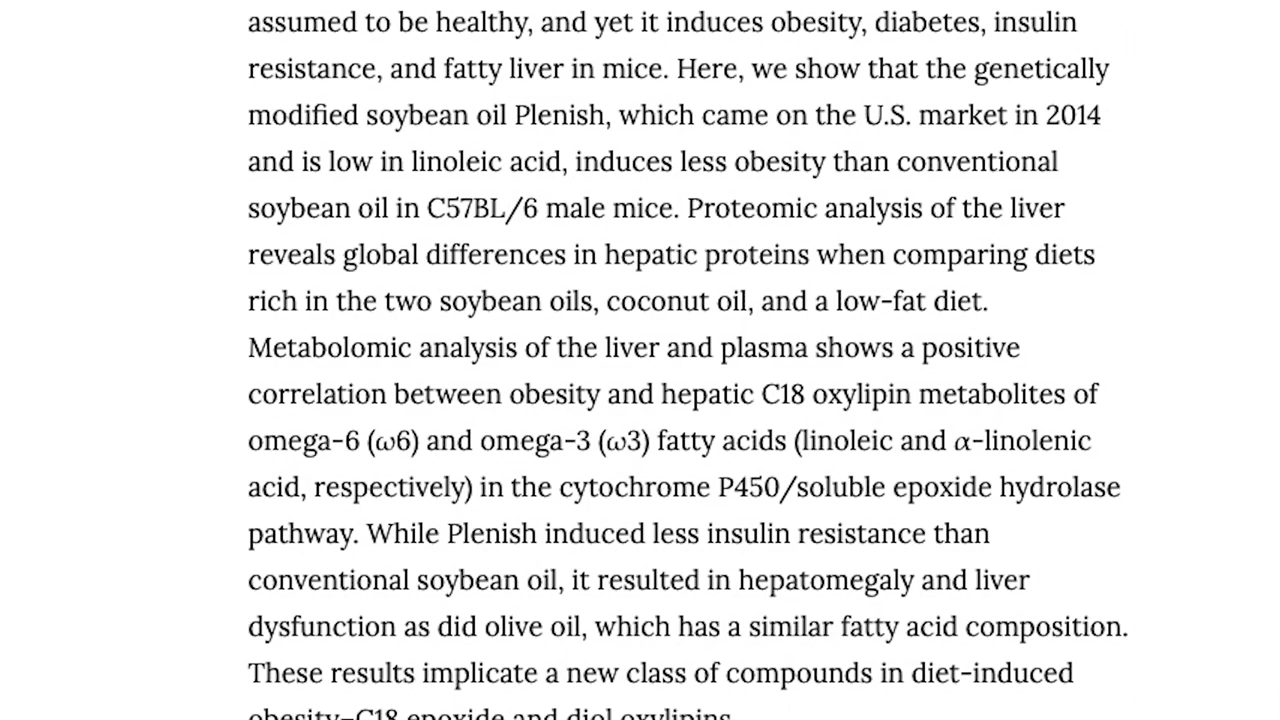 assumed to be healthy, and yet it induces obesity, diabetes, insulin
resistance, and fatty liver in mice. Here, we show that the genetically
modified soybean oil Plenish, which came on the U.S. market in 2014
and is low in linoleic acid, induces less obesity than conventional
soybean oil in C57BL/6 male mice. Proteomic analysis of the liver
reveals global differences in hepatic proteins when comparing diets
rich in the two soybean oils, coconut oil, and a low-fat diet.
Metabolomic analysis of the liver and plasma shows a positive
correlation between obesity and hepatic C18 oxylipin metabolites of
omega-6 (ω6) and omega-3 (ω3) fatty acids (linoleic and α-linolenic
acid, respectively) in the cytochrome P450/soluble epoxide hydrolase
pathway. While Plenish induced less insulin resistance than
conventional soybean oil, it resulted in hepatomegaly and liver
dysfunction as did olive oil, which has a similar fatty acid composition.
These results implicate a new class of compounds in diet-induced
obesity–C18 epoxide and diol oxylipins.